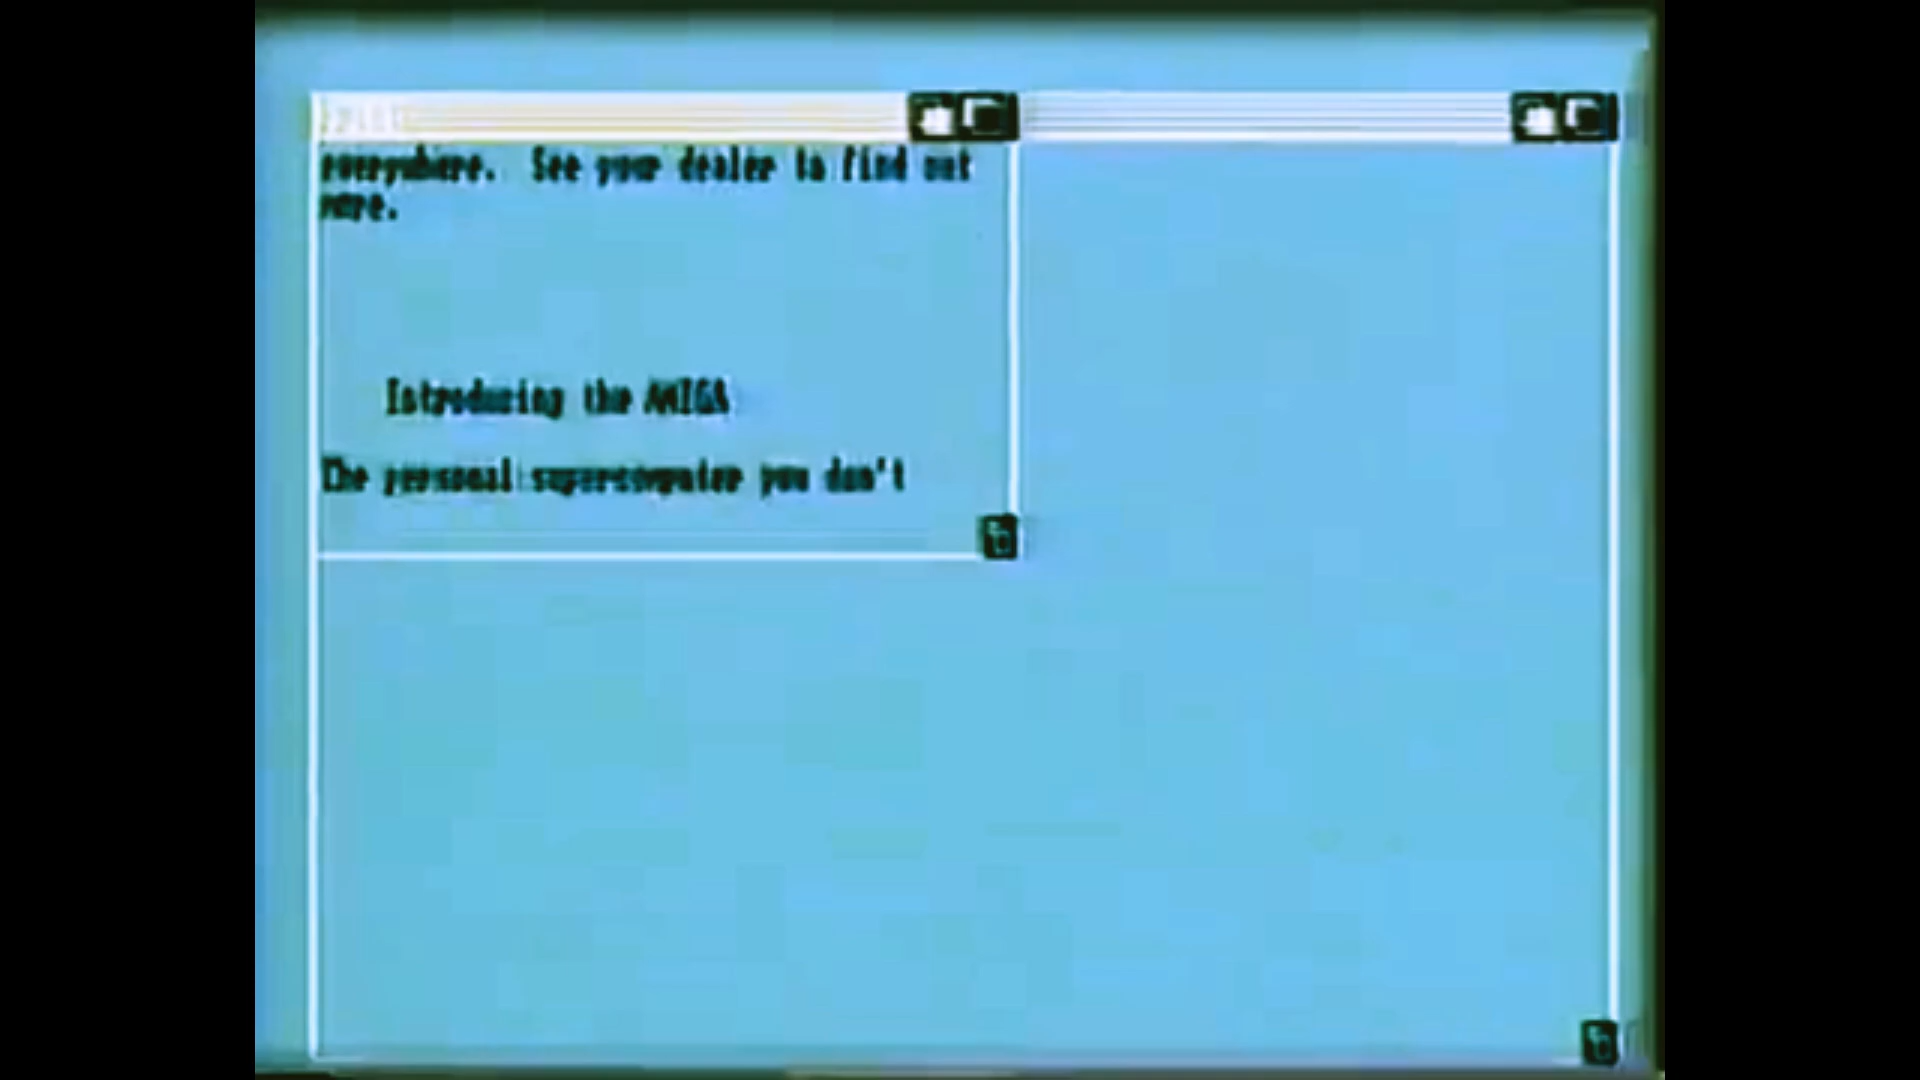 everywhere.  See your dealer to find out
more.
Introducing the AMIGA
The personal supercomputer you don't